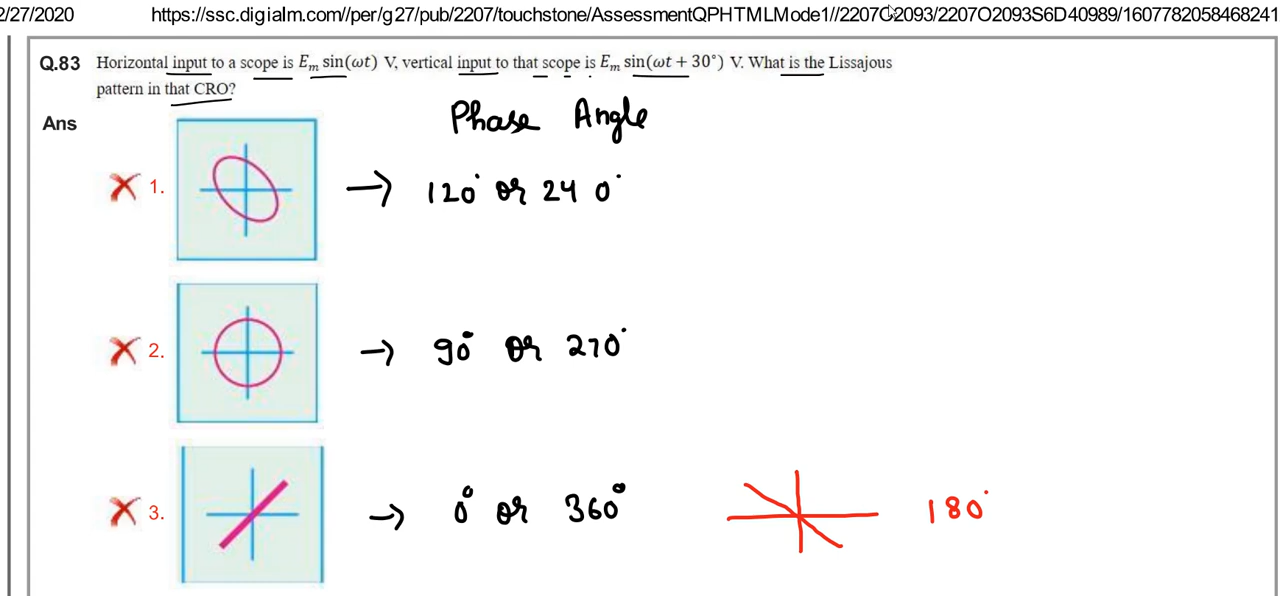 2/27/2020 https://ssc.digialm.com//per/g27/pub/2207/touchstone/AssessmentQPHTMLMode1//2207O2093/2207O2093S6D40989/1607782058468241
Q.83 Horizontal input to a scope is Eₘ sin(ωt) V, vertical input to that scope is Eₘ sin(ωt + 30°) V. What is the Lissajous
pattern in that CRO?
Ans
Phase Angle
1. → 120° or 240°
2. → 90° or 270°
3. → 0° or 360° 180°